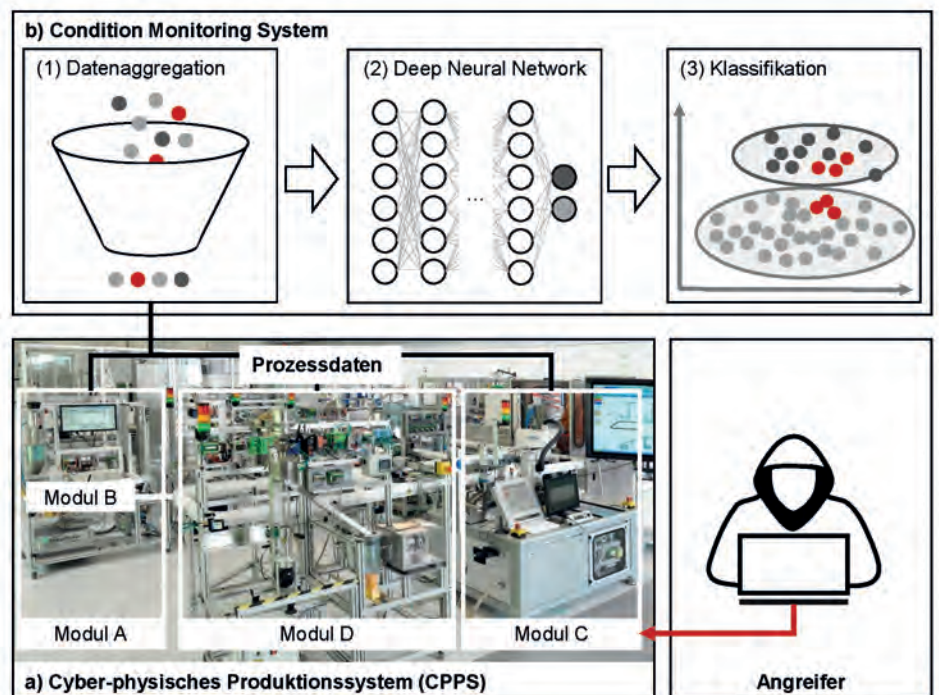 b) Condition Monitoring System
(1) Datenaggregation
(2) Deep Neural Network
(3) Klassifikation
...
Prozessdaten
Modul B
Modul A
Modul D
Modul C
a) Cyber-physisches Produktionssystem (CPPS)
Angreifer